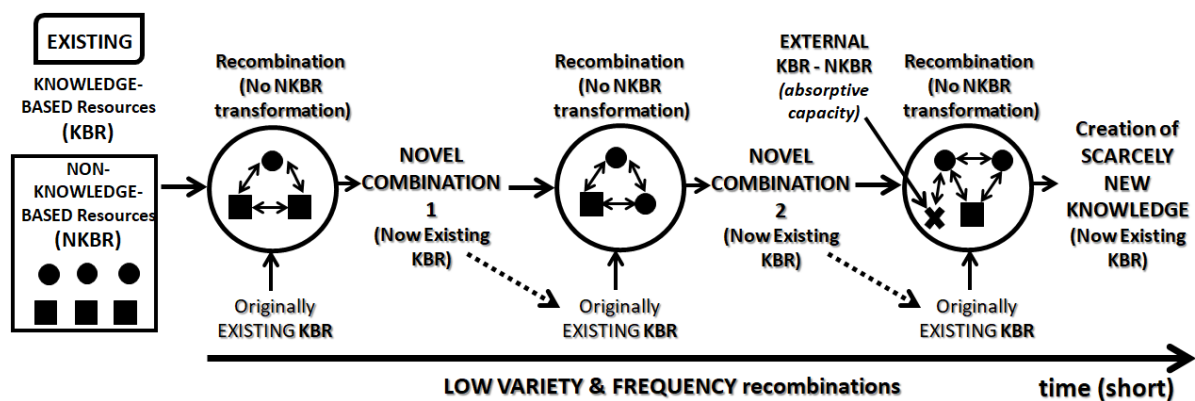 EXISTING
KNOWLEDGE-
BASED Resources
(KBR)
NON-
KNOWLEDGE-
BASED Resources
(NKBR)
Recombination
(No NKBR
transformation)
Originally
EXISTING KBR
NOVEL
COMBINATION
1
(Now Existing
KBR)
Recombination
(No NKBR
transformation)
Originally
EXISTING KBR
NOVEL
COMBINATION
2
(Now Existing
KBR)
EXTERNAL
KBR - NKBR
(absorptive
capacity)
Recombination
(No NKBR
transformation)
Originally
EXISTING KBR
Creation of
SCARCELY
NEW
KNOWLEDGE
(Now Existing
KBR)
LOW VARIETY & FREQUENCY recombinations
time (short)